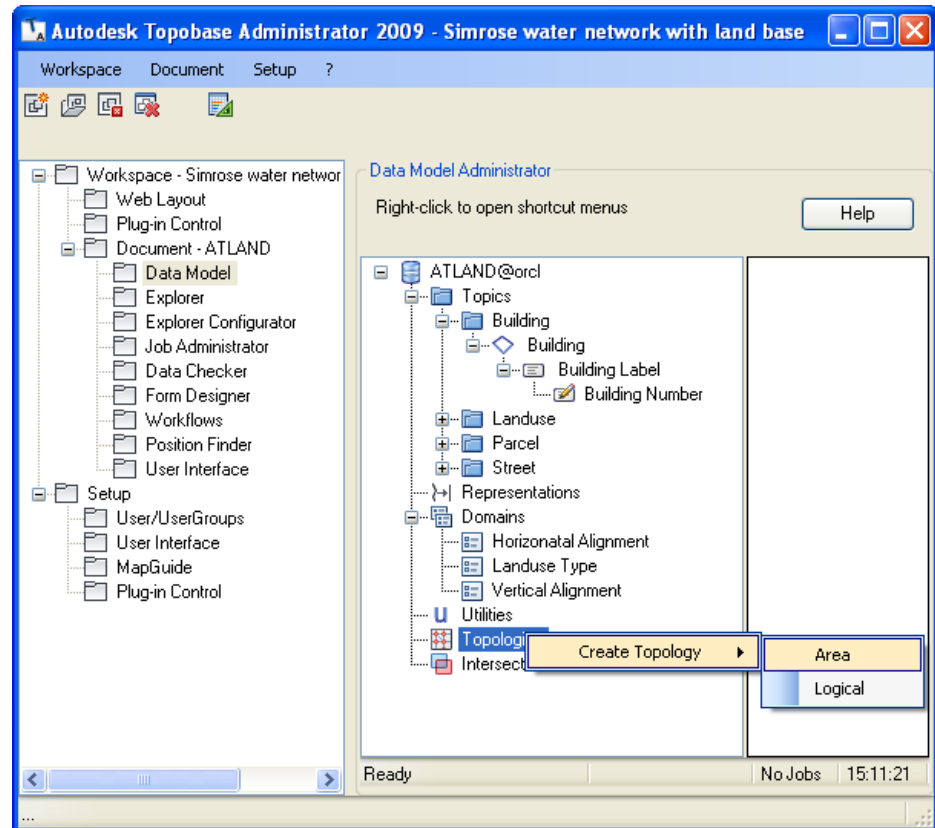 Autodesk Topobase Administrator 2009 - Simrose water network with land base
Workspace Document Setup ?
Workspace - Simrose water networ
Web Layout
Plug-in Control
Document - ATLAND
Data Model
Explorer
Explorer Configurator
Job Administrator
Data Checker
Form Designer
Workflows
Position Finder
User Interface
Setup
User/UserGroups
User Interface
MapGuide
Plug-in Control
Data Model Administrator
Right-click to open shortcut menus
Help
ATLAND@orcl
Topics
Building
Building
Building Label
Building Number
Landuse
Parcel
Street
Representations
Domains
Horizonatal Alignment
Landuse Type
Vertical Alignment
Utilities
Topologi
Intersect
Create Topology
Area
Logical
Ready
No Jobs
15:11:21
...